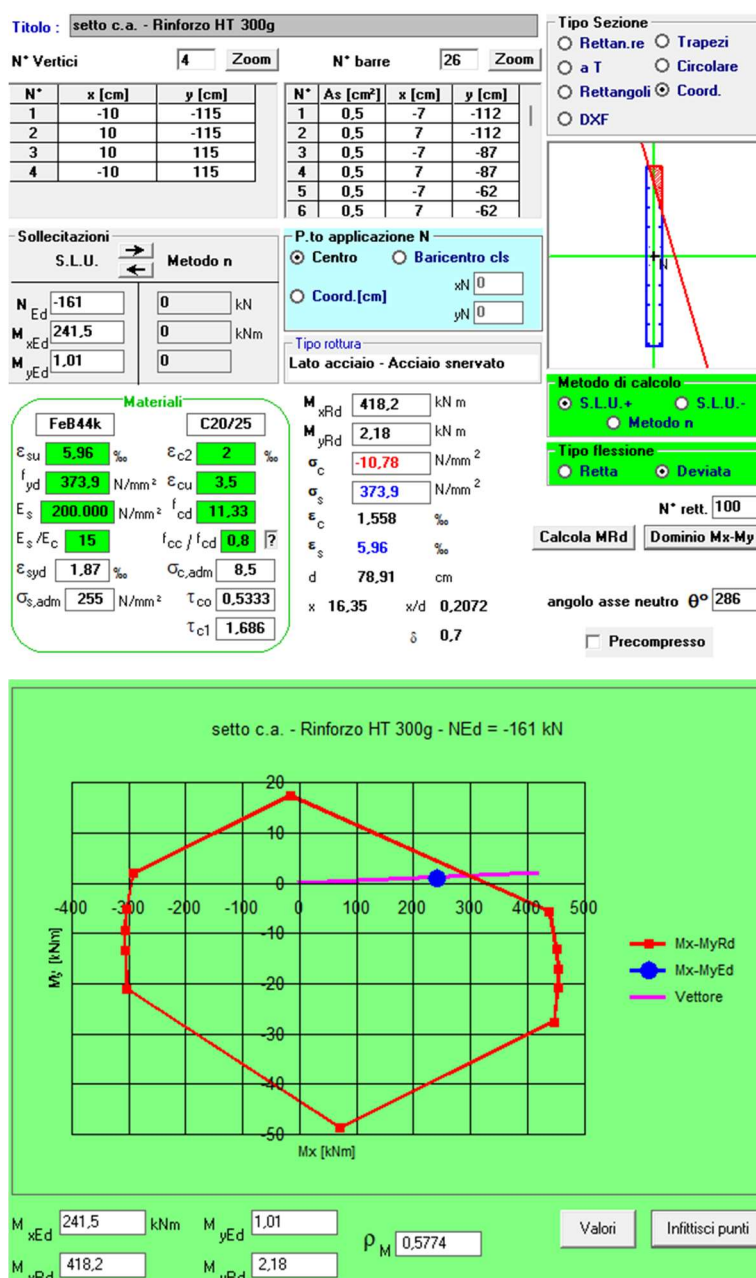 Titolo : setto c.a. - Rinforzo HT 300g
N° Vertici 4 Zoom N° barre 26 Zoom
N° x [cm] y [cm]
1 -10 -115
2 10 -115
3 10 115
4 -10 115
N° As [cm²] x [cm] y [cm]
1 0,5 -7 -112
2 0,5 7 -112
3 0,5 -7 -87
4 0,5 7 -87
5 0,5 -7 -62
6 0,5 7 -62
Tipo Sezione
Rettan.re Trapezi
a T Circolare
Rettangoli Coord.
DXF
N
Sollecitazioni
S.L.U. Metodo n
N Ed -161 0 kN
M xEd 241,5 0 kNm
M yEd 1,01 0
P.to applicazione N
Centro Baricentro cls
Coord.[cm] xN 0
yN 0
Tipo rottura
Lato acciaio - Acciaio snervato
Metodo di calcolo
S.L.U.+ S.L.U.-
Metodo n
Tipo flessione
Retta Deviata
N° rett. 100
Calcola MRd Dominio Mx-My
angolo asse neutro θ° 286
Precompresso
Materiali
FeB44k C20/25
εsu 5,96 ‰ εc2 2 ‰
fyd 373,9 N/mm² εcu 3,5
Es 200.000 N/mm² fcd 11,33
Es/Ec 15 fcc / fcd 0,8 ?
εsyd 1,87 ‰ σc,adm 8,5
σs,adm 255 N/mm² τco 0,5333
τc1 1,686
M xRd 418,2 kN m
M yRd 2,18 kN m
σc -10,78 N/mm²
σs 373,9 N/mm²
εc 1,558 ‰
εs 5,96 ‰
d 78,91 cm
x 16,35 x/d 0,2072
δ 0,7
setto c.a. - Rinforzo HT 300g - NEd = -161 kN
20
10
0
-400 -300 -200 -100 0 100 200 300 400 500
-10
-20
-30
-40
-50
My [kNm]
Mx [kNm]
Mx-MyRd
Mx-MyEd
Vettore
M xEd 241,5 kNm M yEd 1,01
ρM 0,5774
Valori Infittisci punti
M xRd 418,2 M yRd 2,18